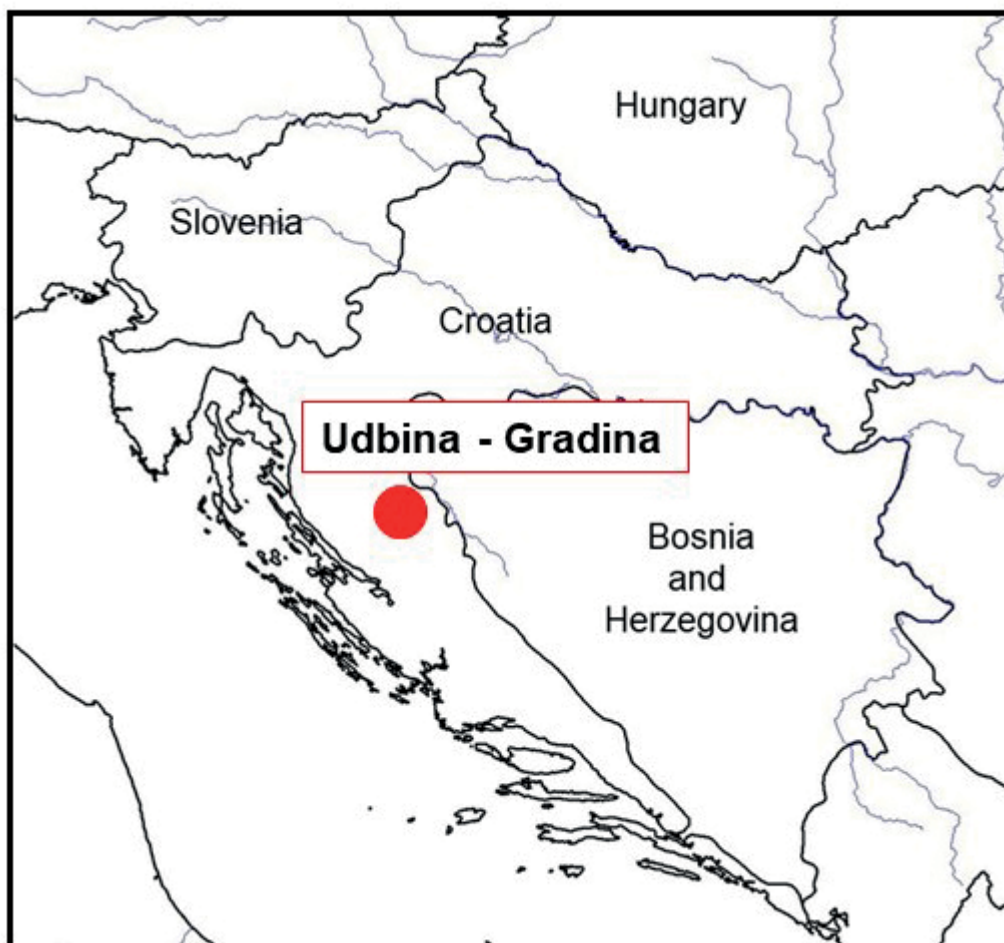 Hungary
Slovenia
Croatia
Udbina - Gradina
Bosnia
and
Herzegovina